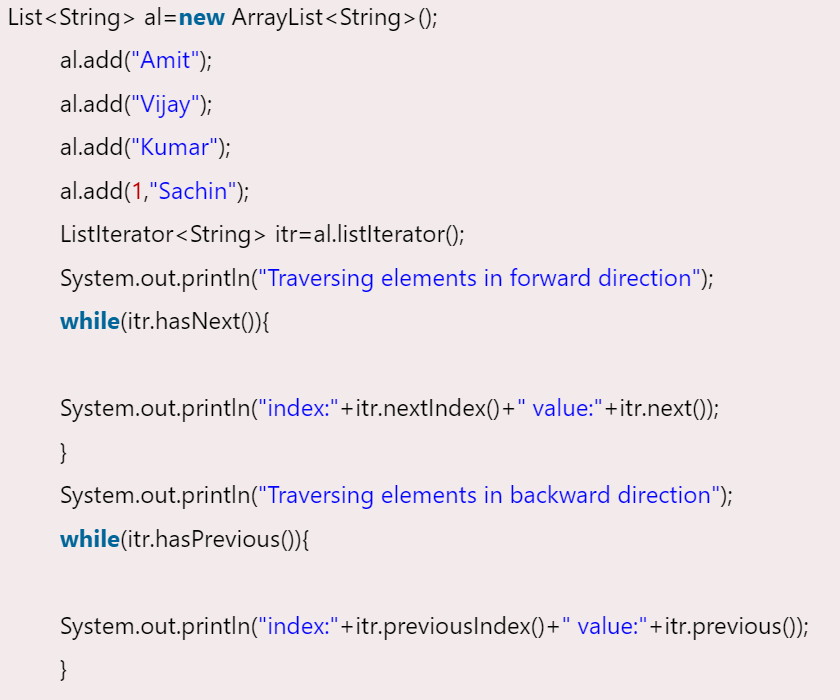 List<String> al=new ArrayList<String>();
al.add("Amit");
al.add("Vijay");
al.add("Kumar");
al.add(1,"Sachin");
ListIterator<String> itr=al.listIterator();
System.out.println("Traversing elements in forward direction");
while(itr.hasNext()){
System.out.println("index:"+itr.nextIndex()+" value:"+itr.next());
}
System.out.println("Traversing elements in backward direction");
while(itr.hasPrevious()){
System.out.println("index:"+itr.previousIndex()+" value:"+itr.previous());
}